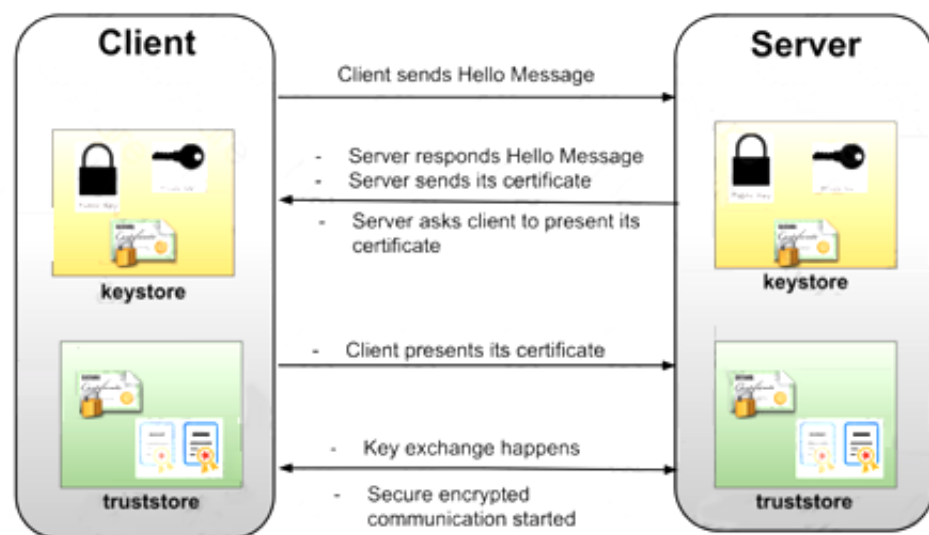 Client
Server
Client sends Hello Message
- Server responds Hello Message
- Server sends its certificate
- Server asks client to present its
certificate
keystore
keystore
- Client presents its certificate
- Key exchange happens
- Secure encrypted
communication started
truststore
truststore